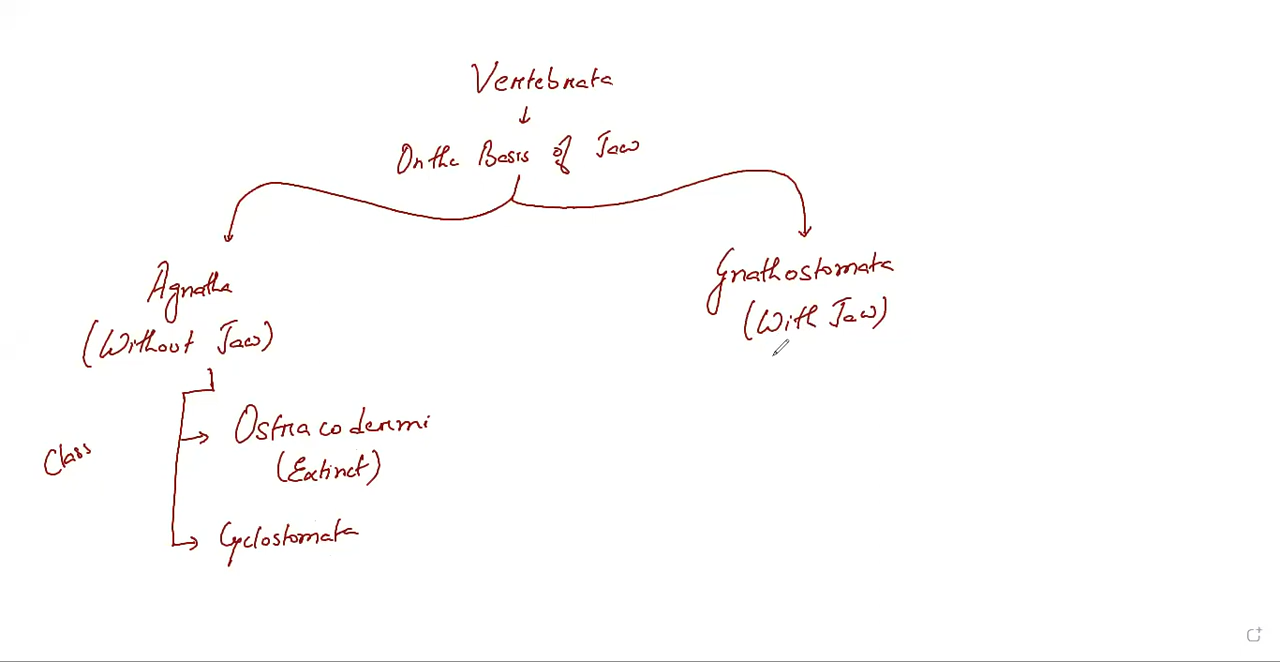 Vertebrata
On the Basis of Jaw
Agnatha
(Without Jaw)
Gnathostomata
(With Jaw)
Class
Ostracodermi
(Extinct)
Cyclostomata